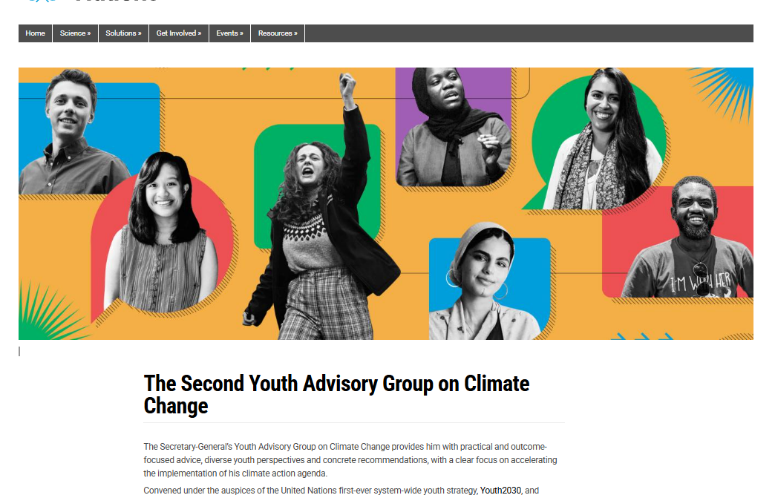 Home Science » Solutions » Get Involved » Events » Resources »
I'M WITH HER
The Second Youth Advisory Group on Climate
Change
The Secretary-General's Youth Advisory Group on Climate Change provides him with practical and outcome-
focused advice, diverse youth perspectives and concrete recommendations, with a clear focus on accelerating
the implementation of his climate action agenda.
Convened under the auspices of the United Nations first-ever system-wide youth strategy, Youth2030, and